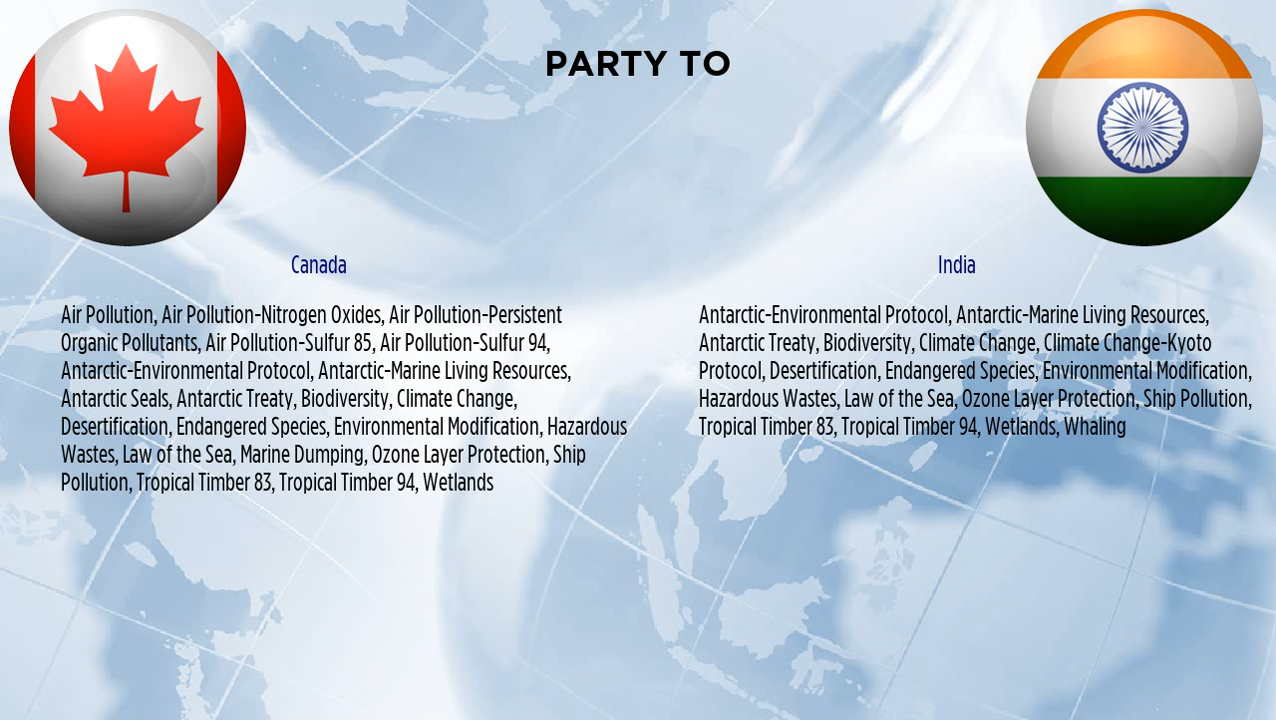 PARTY TO
Canada
Air Pollution, Air Pollution-Nitrogen Oxides, Air Pollution-Persistent
Organic Pollutants, Air Pollution-Sulfur 85, Air Pollution-Sulfur 94,
Antarctic-Environmental Protocol, Antarctic-Marine Living Resources,
Antarctic Seals, Antarctic Treaty, Biodiversity, Climate Change,
Desertification, Endangered Species, Environmental Modification, Hazardous
Wastes, Law of the Sea, Marine Dumping, Ozone Layer Protection, Ship
Pollution, Tropical Timber 83, Tropical Timber 94, Wetlands
India
Antarctic-Environmental Protocol, Antarctic-Marine Living Resources,
Antarctic Treaty, Biodiversity, Climate Change, Climate Change-Kyoto
Protocol, Desertification, Endangered Species, Environmental Modification,
Hazardous Wastes, Law of the Sea, Ozone Layer Protection, Ship Pollution,
Tropical Timber 83, Tropical Timber 94, Wetlands, Whaling